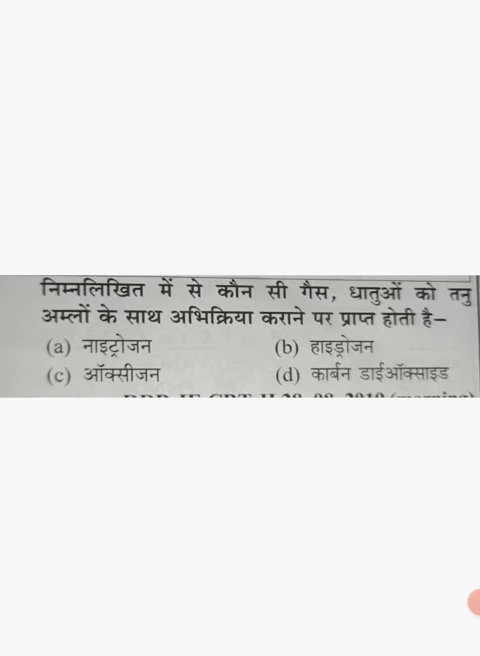 निम्नलिखित में से कौन सी गैस, धातुओं को तनु
अम्लों के साथ अभिक्रिया कराने पर प्राप्त होती है–
(a) नाइट्रोजन (b) हाइड्रोजन
(c) ऑक्सीजन (d) कार्बन डाईऑक्साइड